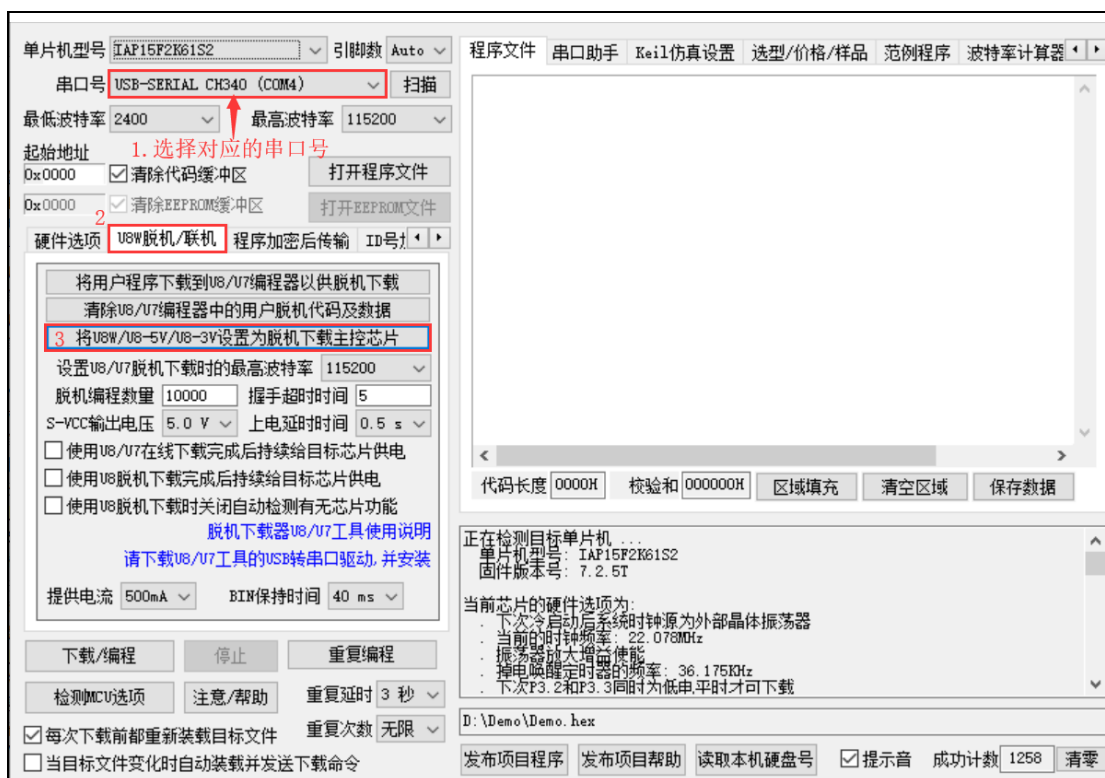 单片机型号 IAP15F2K61S2 引脚数 Auto
串口号 USB-SERIAL CH340 (COM4) 扫描
最低波特率 2400 最高波特率 115200
1.选择对应的串口号
起始地址
0x0000 清除代码缓冲区 打开程序文件
0x0000 清除EEPROM缓冲区 打开EEPROM文件
2
硬件选项 U8W脱机/联机 程序加密后传输 ID号
将用户程序下载到U8/U7编程器以供脱机下载
清除U8/U7编程器中的用户脱机代码及数据
3 将U8W/U8-5V/U8-3V设置为脱机下载主控芯片
设置U8/U7脱机下载时的最高波特率 115200
脱机编程数量 10000 握手超时时间 5
S-VCC输出电压 5.0 V 上电延时时间 0.5 s
使用U8/U7在线下载完成后持续给目标芯片供电
使用U8脱机下载完成后持续给目标芯片供电
使用U8脱机下载时关闭自动检测有无芯片功能
脱机下载器U8/U7工具使用说明
请下载U8/U7工具的USB转串口驱动,并安装
提供电流 500mA BIN保持时间 40 ms
下载/编程 停止 重复编程
检测MCU选项 注意/帮助 重复延时 3 秒
重复次数 无限
每次下载前都重新装载目标文件
当目标文件变化时自动装载并发送下载命令
程序文件 串口助手 Keil仿真设置 选型/价格/样品 范例程序 波特率计算器
代码长度 0000H 校验和 000000H 区域填充 清空区域 保存数据
正在检测目标单片机 ...
单片机型号: IAP15F2K61S2
固件版本号: 7.2.5T
当前芯片的硬件选项为:
. 下次冷启动后系统时钟源为外部晶体振荡器
. 当前的时钟频率: 22.078MHz
. 振荡器放大增益使能
. 掉电唤醒定时器的频率: 36.175KHz
. 下次P3.2和P3.3同时为低电平时才可下载
D:\Demo\Demo.hex
发布项目程序 发布项目帮助 读取本机硬盘号 提示音 成功计数 1258 清零